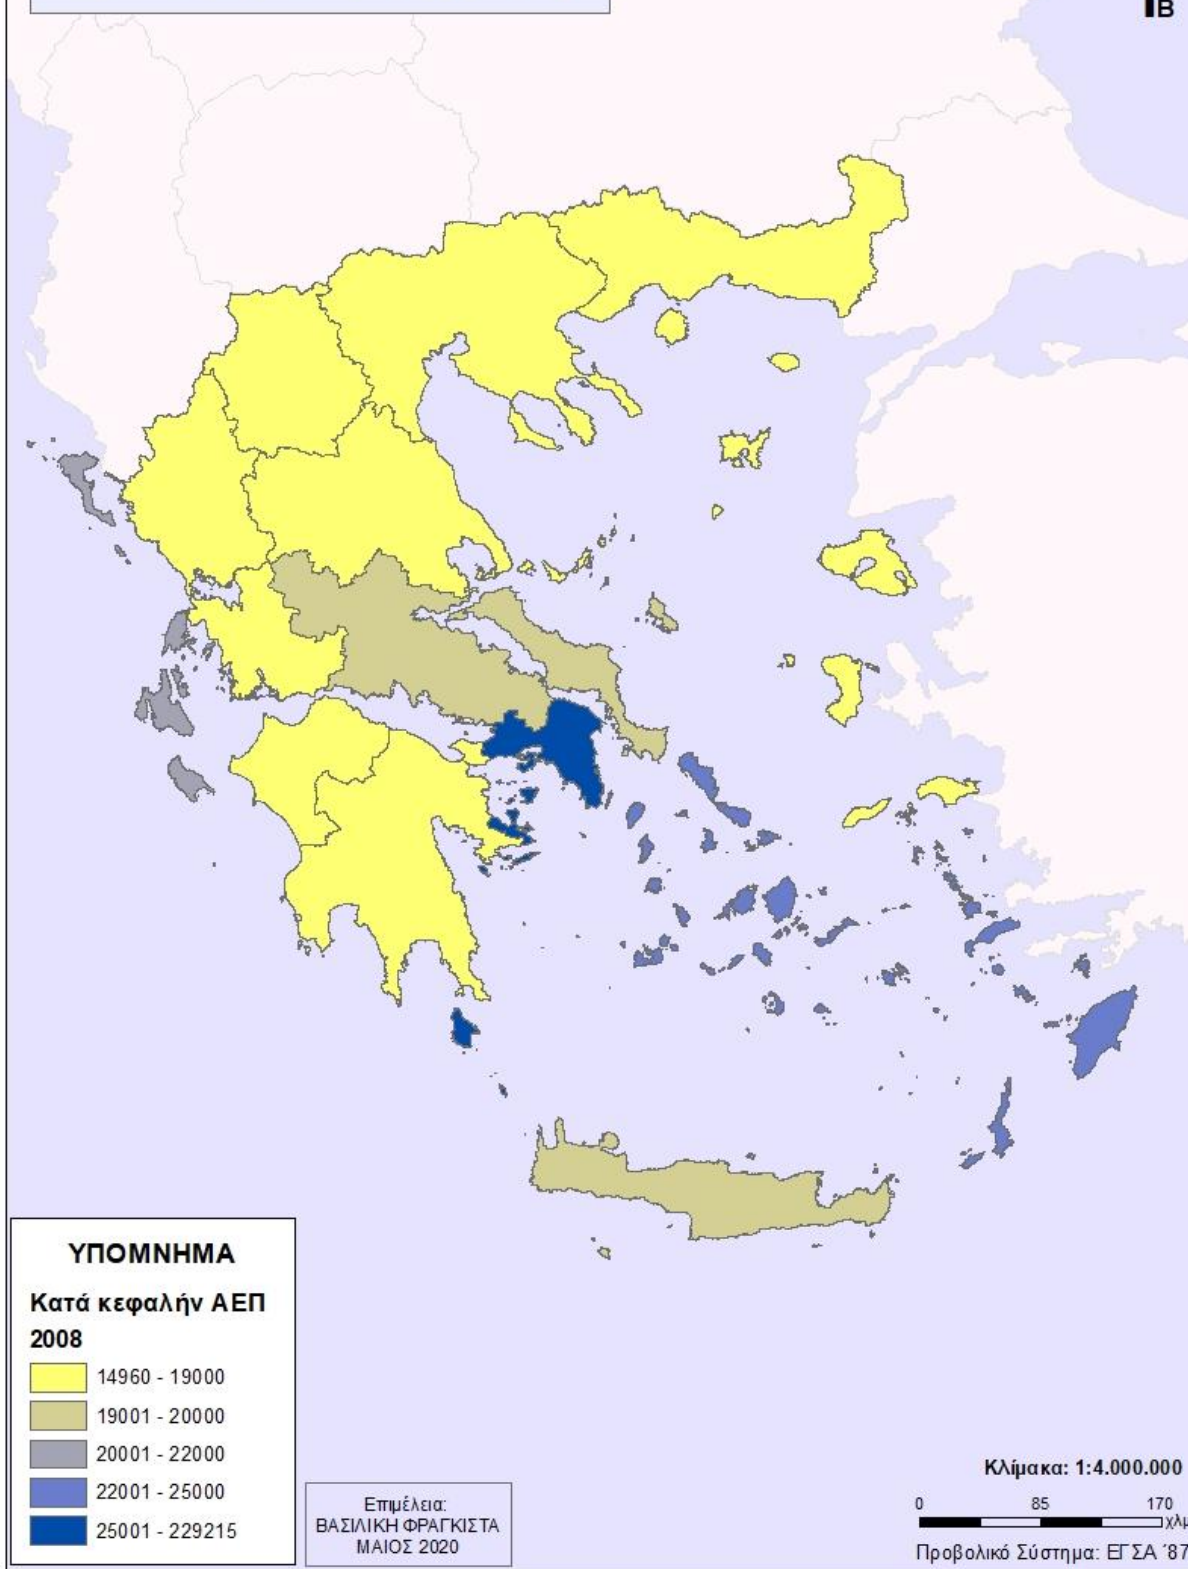 Β
ΥΠΟΜΝΗΜΑ
Κατά κεφαλήν ΑΕΠ
2008
14960 - 19000
19001 - 20000
20001 - 22000
22001 - 25000
25001 - 229215
Επιμέλεια:
ΒΑΣΙΛΙΚΗ ΦΡΑΓΚΙΣΤΑ
ΜΑΙΟΣ 2020
Κλίμακα: 1:4.000.000
0 85 170
χλμ
Προβολικό Σύστημα: ΕΓΣΑ '87